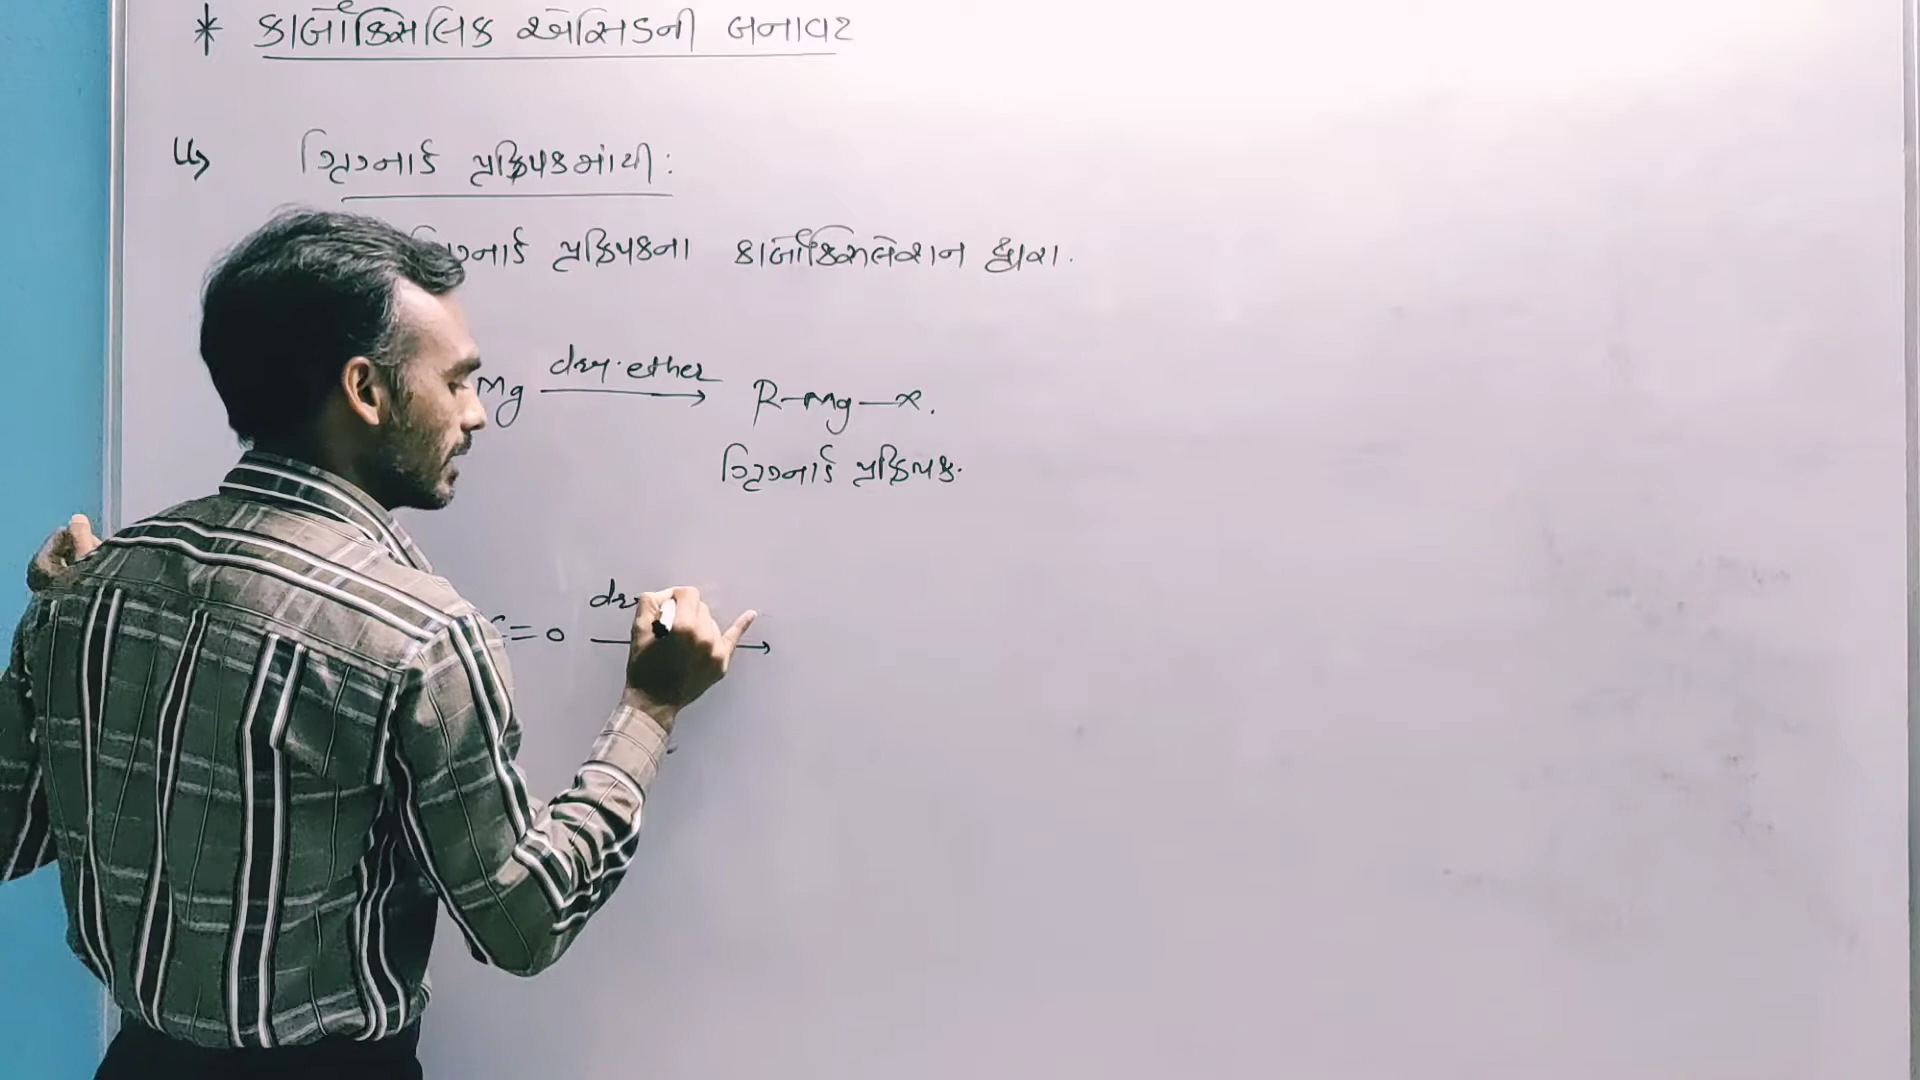 * કાર્બોક્સિલિક એસિડની બનાવટ
ગ્રિગ્નાર્ડ પ્રક્રિયકમાંથી :
પ્રક્રિયકના કાર્બોક્સિલેશન દ્વારા.
Mg dry ether → R-Mg-X.
ગ્રિગ્નાર્ડ પ્રક્રિયક.
=O →